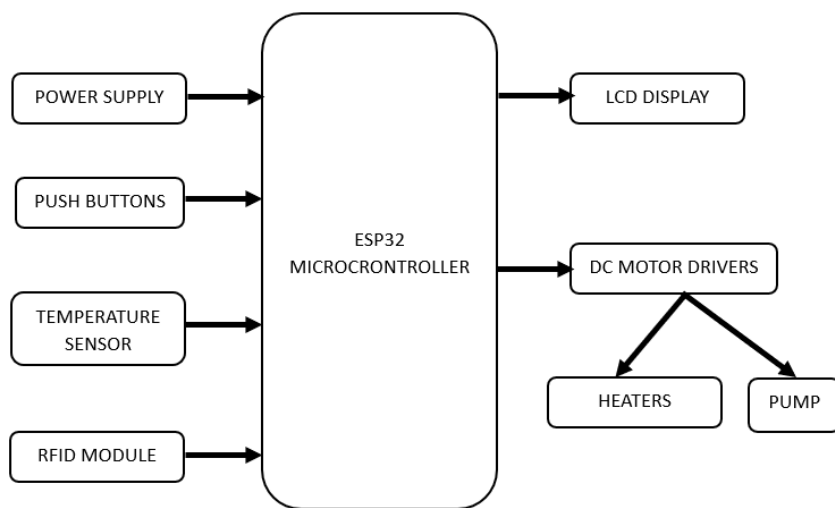 POWER SUPPLY
PUSH BUTTONS
TEMPERATURE
SENSOR
RFID MODULE
ESP32
MICROCRONTROLLER
LCD DISPLAY
DC MOTOR DRIVERS
HEATERS
PUMP